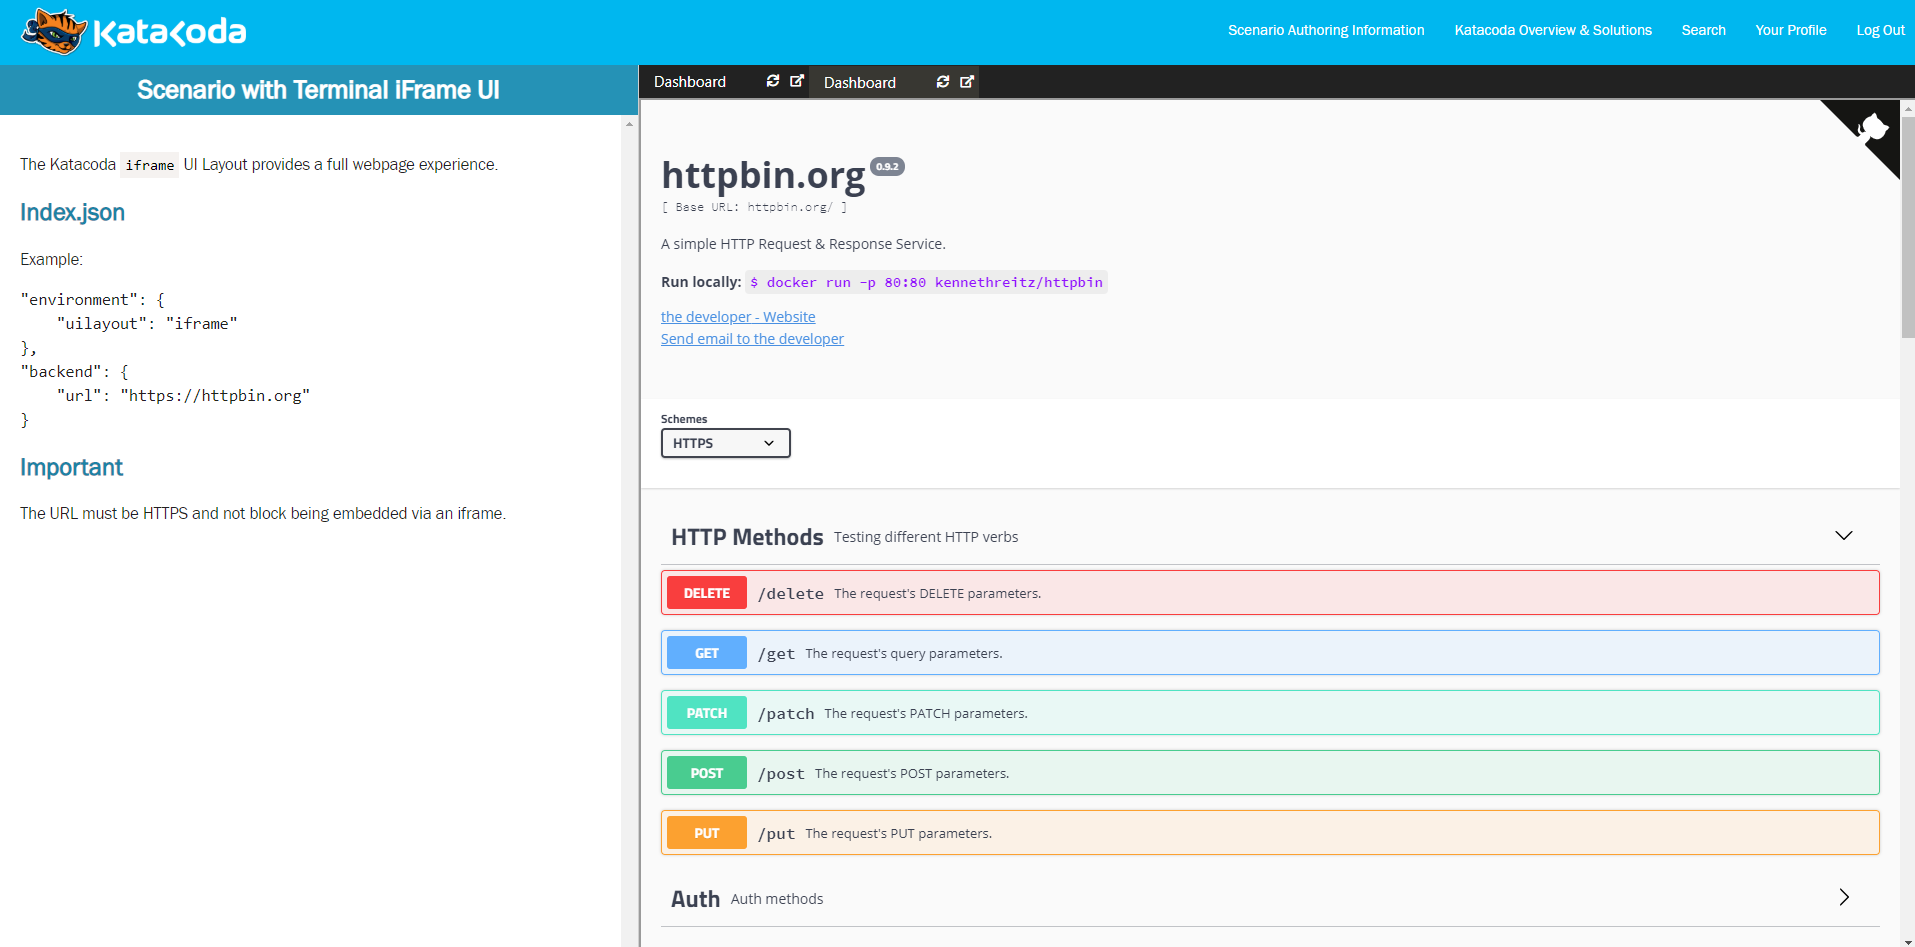 Katacoda
Scenario Authoring Information
Katacoda Overview & Solutions
Search
Your Profile
Log Out
Scenario with Terminal iFrame UI
The Katacoda iframe UI Layout provides a full webpage experience.
Index.json
Example:
"environment": {
    "uilayout": "iframe"
},
"backend": {
    "url": "https://httpbin.org"
}
Important
The URL must be HTTPS and not block being embedded via an iframe.
Dashboard
Dashboard
httpbin.org 0.9.2
[ Base URL: httpbin.org/ ]
A simple HTTP Request & Response Service.
Run locally: $ docker run -p 80:80 kennethreitz/httpbin
the developer - Website
Send email to the developer
Schemes
HTTPS
HTTP Methods Testing different HTTP verbs
DELETE /delete The request's DELETE parameters.
GET /get The request's query parameters.
PATCH /patch The request's PATCH parameters.
POST /post The request's POST parameters.
PUT /put The request's PUT parameters.
Auth Auth methods